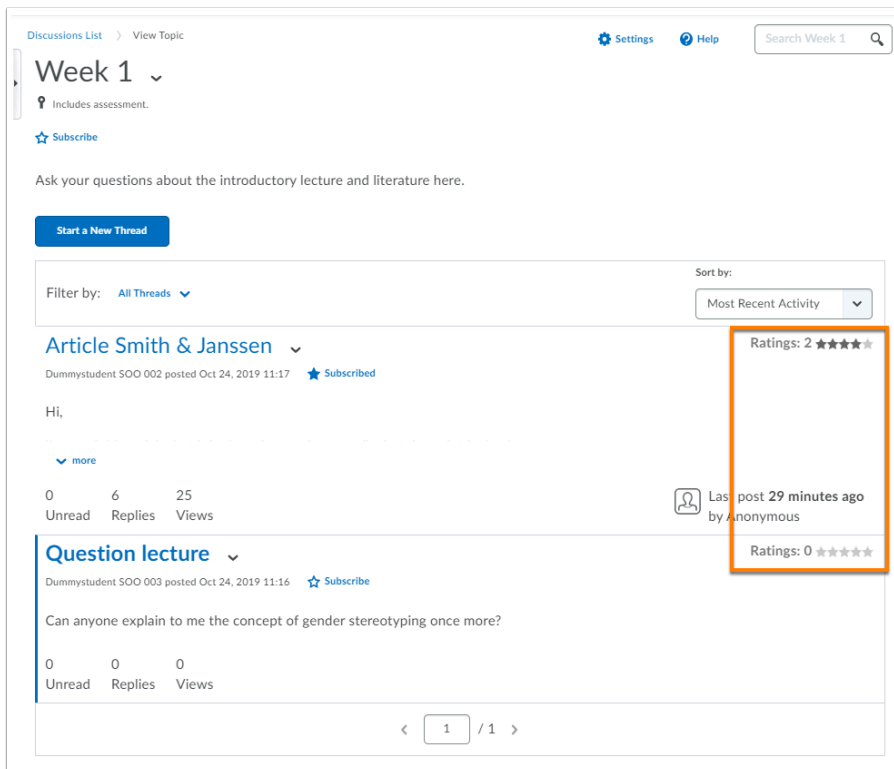 Discussions List > View Topic
Settings
Help
Search Week 1
Week 1
Includes assessment.
Subscribe
Ask your questions about the introductory lecture and literature here.
Start a New Thread
Filter by: All Threads
Sort by:
Most Recent Activity
Article Smith & Janssen
Ratings: 2
Dummystudent SOO 002 posted Oct 24, 2019 11:17 Subscribed
Hi,
more
0 6 25
Unread Replies Views
Last post 29 minutes ago
by Anonymous
Question lecture
Ratings: 0
Dummystudent SOO 003 posted Oct 24, 2019 11:16 Subscribe
Can anyone explain to me the concept of gender stereotyping once more?
0 0 0
Unread Replies Views
1 / 1